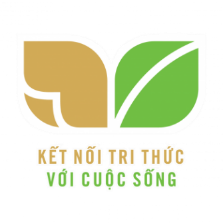 KẾT NỐI TRI THỨC
VỚI CUỘC SỐNG